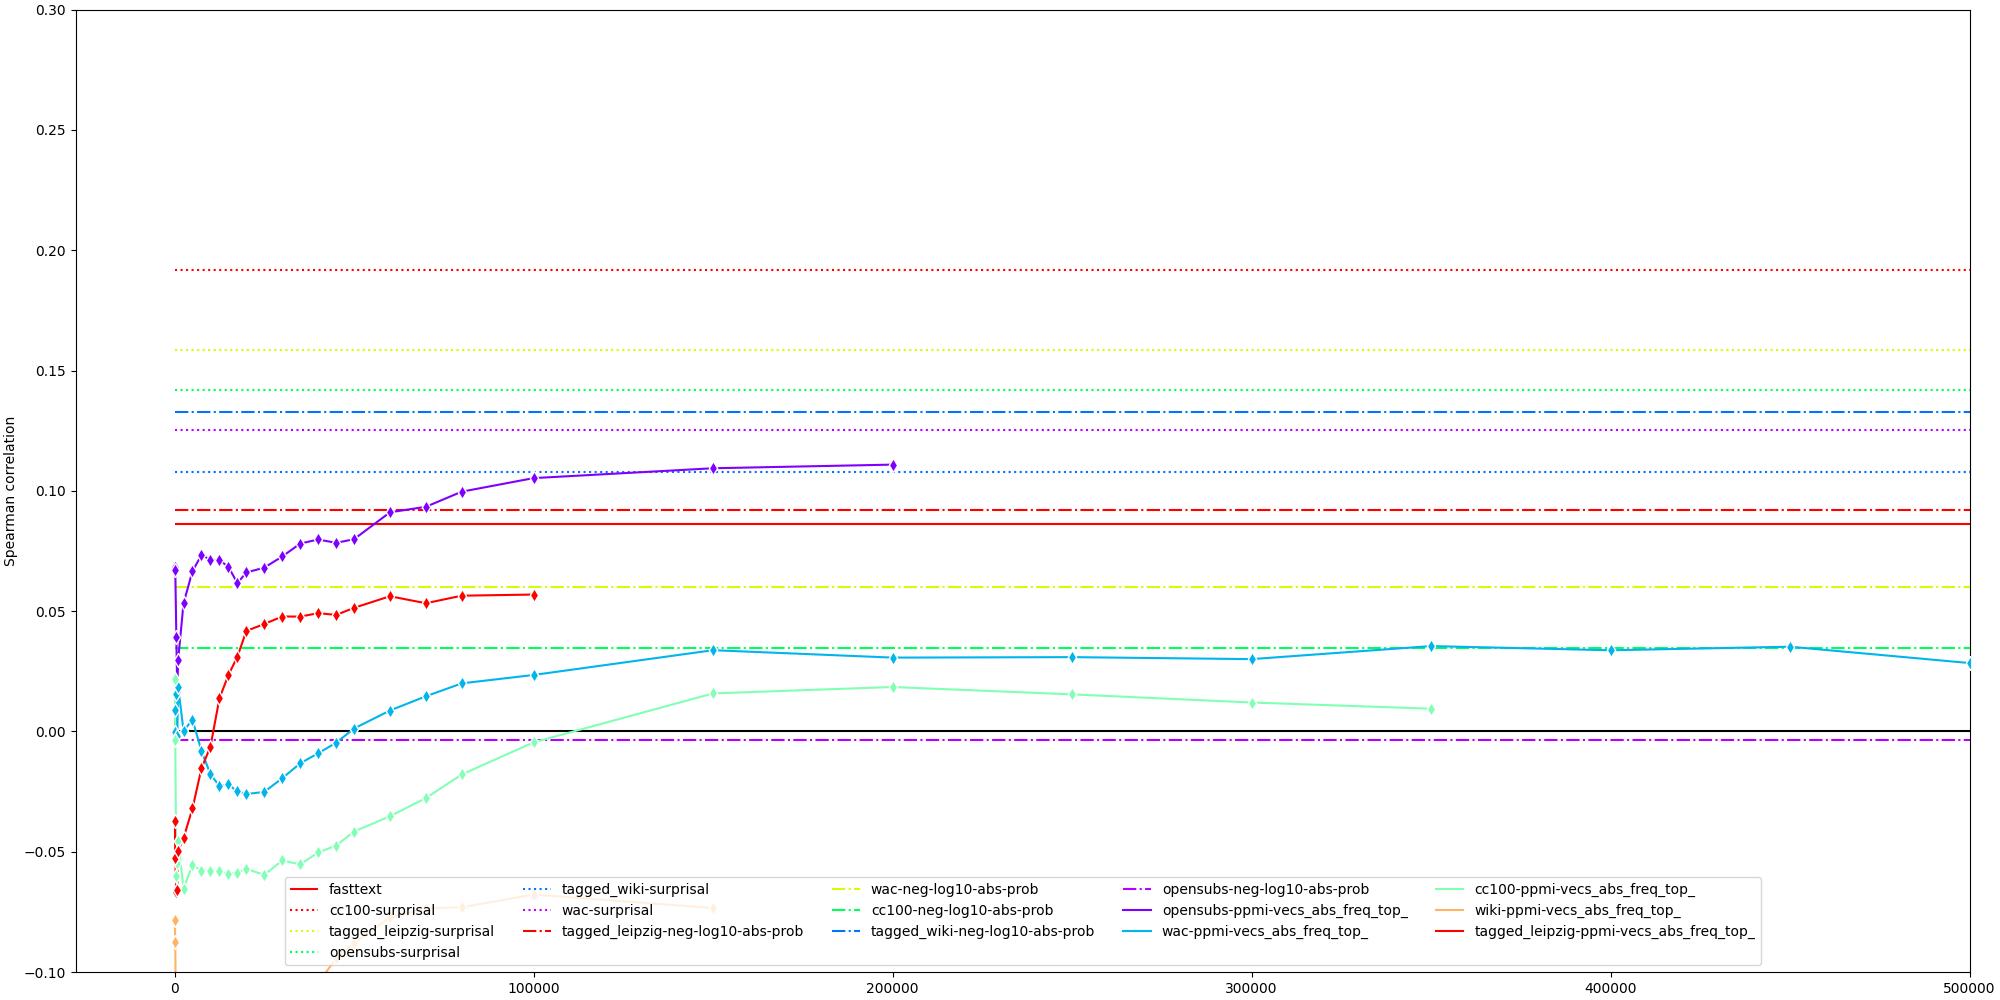 0.30
0.25
0.20
0.15
0.10
0.05
0.00
−0.05
−0.10
Spearman correlation
0
100000
200000
300000
400000
500000
fasttext
cc100-surprisal
tagged_leipzig-surprisal
opensubs-surprisal
tagged_wiki-surprisal
wac-surprisal
tagged_leipzig-neg-log10-abs-prob
wac-neg-log10-abs-prob
cc100-neg-log10-abs-prob
tagged_wiki-neg-log10-abs-prob
opensubs-neg-log10-abs-prob
opensubs-ppmi-vecs_abs_freq_top_
wac-ppmi-vecs_abs_freq_top_
cc100-ppmi-vecs_abs_freq_top_
wiki-ppmi-vecs_abs_freq_top_
tagged_leipzig-ppmi-vecs_abs_freq_top_